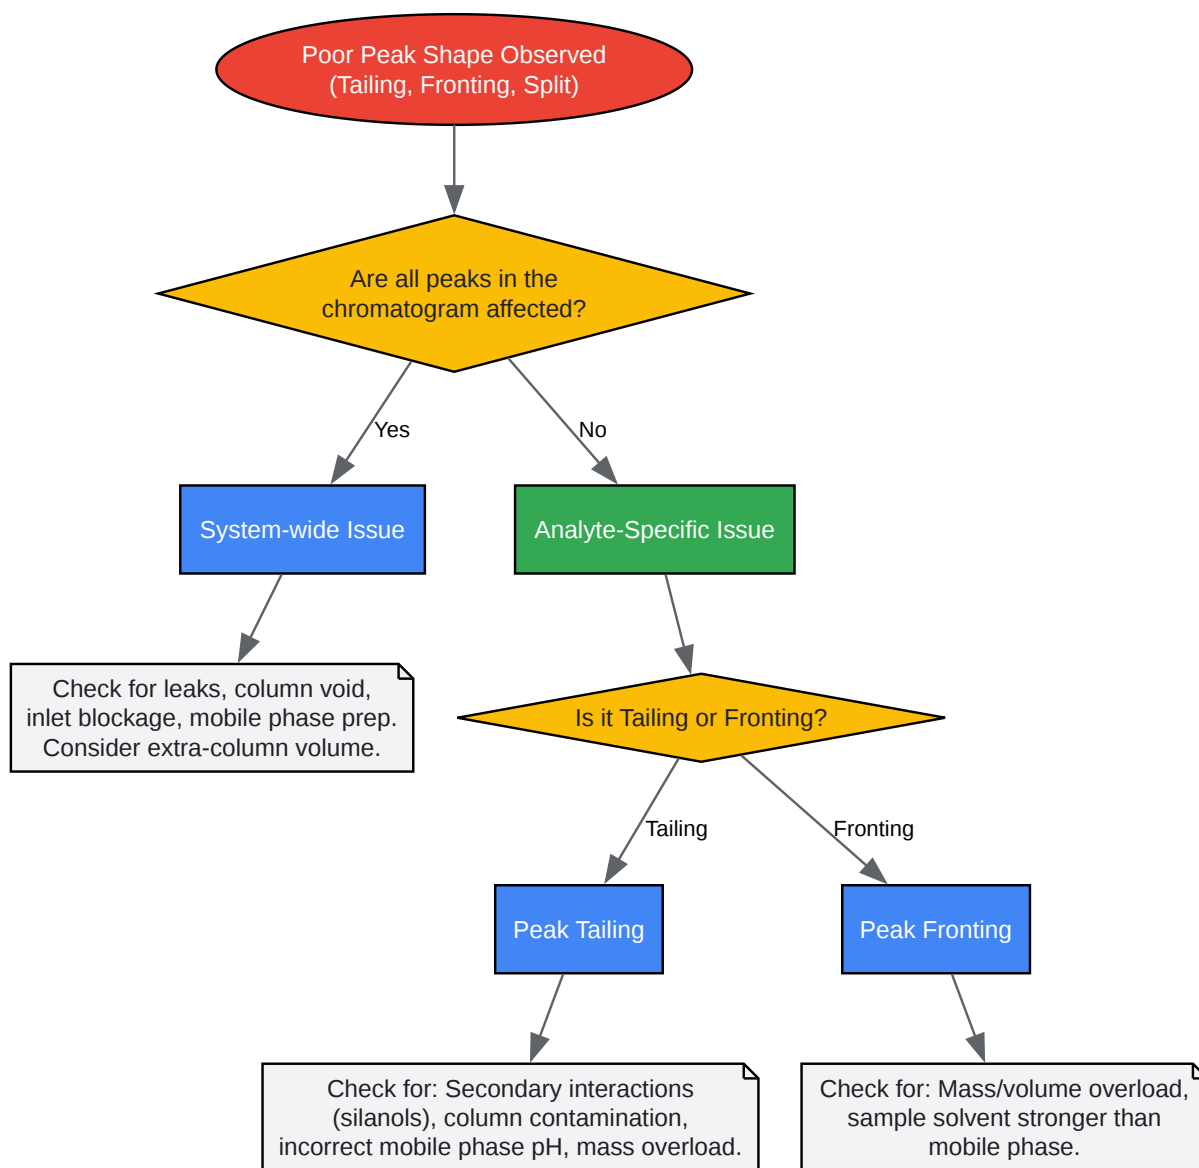 Poor Peak Shape Observed
(Tailing, Fronting, Split)
Are all peaks in the
chromatogram affected?
Yes
No
System-wide Issue
Analyte-Specific Issue
Check for leaks, column void,
inlet blockage, mobile phase prep.
Consider extra-column volume.
Is it Tailing or Fronting?
Tailing
Fronting
Peak Tailing
Peak Fronting
Check for: Secondary interactions
(silanols), column contamination,
incorrect mobile phase pH, mass overload.
Check for: Mass/volume overload,
sample solvent stronger than
mobile phase.